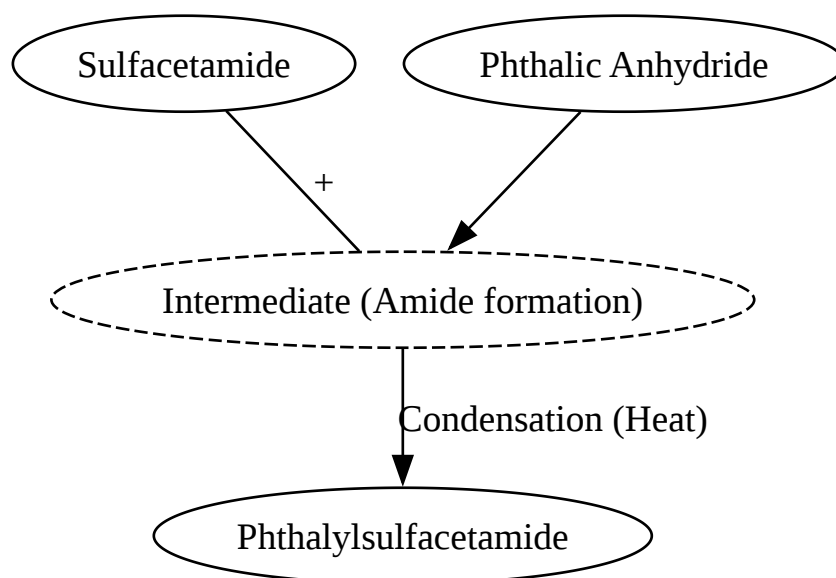 Sulfacetamide
Phthalic Anhydride
+
Intermediate (Amide formation)
Condensation (Heat)
Phthalylsulfacetamide